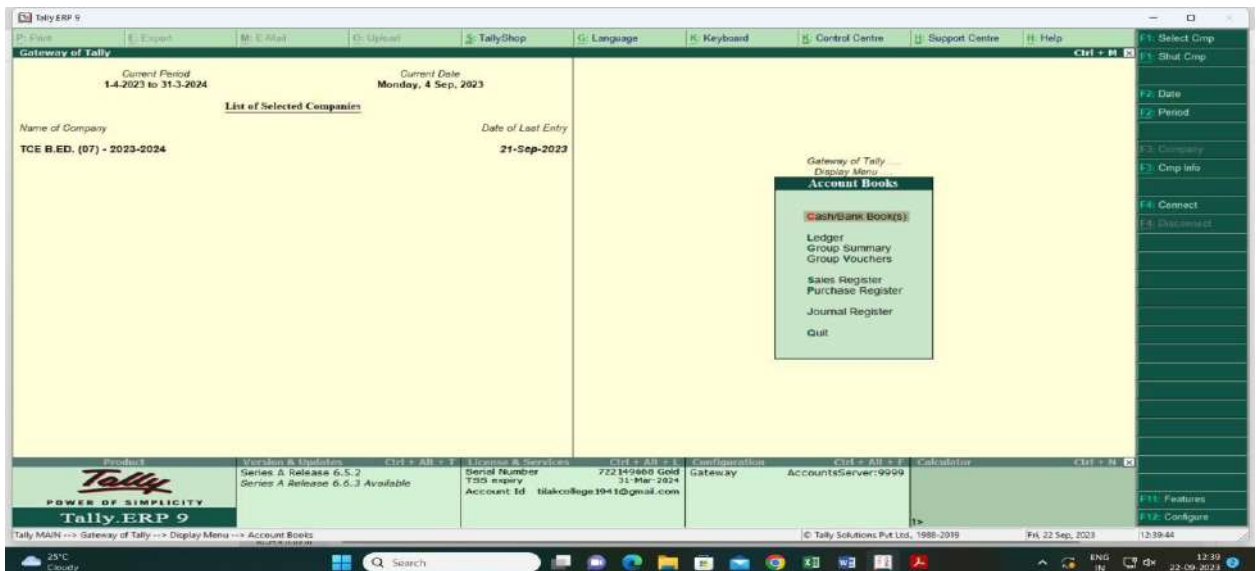 Tally.ERP 9
P: Print E: Export M: E-Mail O: Upload S: TallyShop G: Language K: Keyboard K: Control Centre H: Support Centre H: Help F1: Select Cmp
Gateway of Tally Ctrl + M F1: Shut Cmp
Current Period Current Date
1-4-2023 to 31-3-2024 Monday, 4 Sep, 2023
F2: Date
F2: Period
List of Selected Companies
Name of Company Date of Last Entry
TCE B.ED. (07) - 2023-2024 21-Sep-2023
F3: Company
F3: Cmp Info
Gateway of Tally ....
Display Menu ....
Account Books
F4: Connect
F4: Disconnect
Cash/Bank Book(s)
Ledger
Group Summary
Group Vouchers
Sales Register
Purchase Register
Journal Register
Quit
Product
Tally
POWER OF SIMPLICITY
Tally.ERP 9
Version & Updates Ctrl + Alt + T
Series A Release 6.5.2
Series A Release 6.6.3 Available
License & Services Ctrl + Alt + L
Serial Number 722149668 Gold
TSS expiry 31-Mar-2024
Account Id tilakcollege1941@gmail.com
Configuration Ctrl + Alt + F
Gateway AccountsServer:9999
Calculator Ctrl + N
1>
F11: Features
F12: Configure
Tally MAIN --> Gateway of Tally --> Display Menu --> Account Books © Tally Solutions Pvt Ltd., 1988-2019 Fri, 22 Sep, 2023 12:39:44
25°C
Cloudy
Search
ENG
IN
12:39
22-09-2023